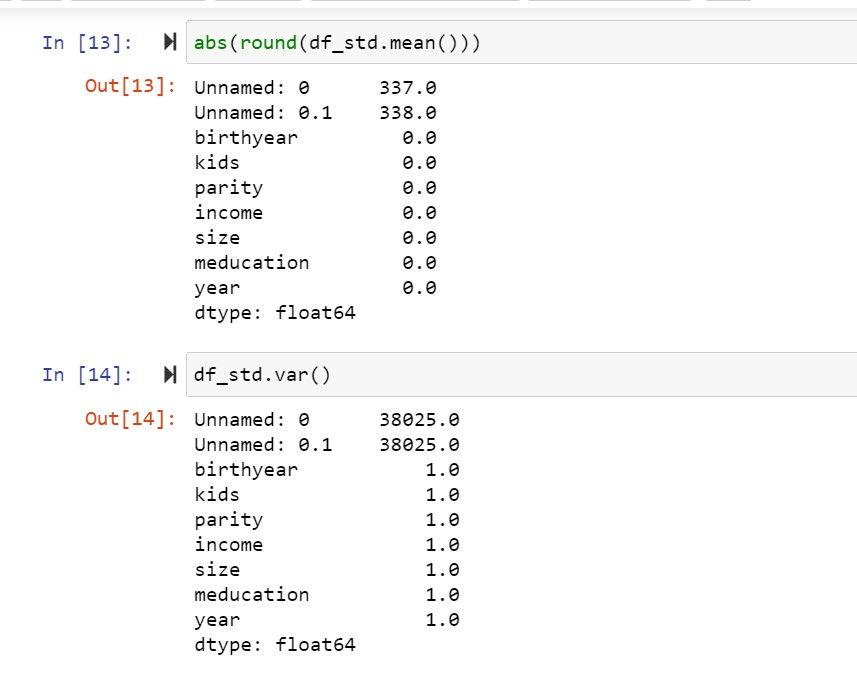 In [13]: abs(round(df_std.mean()))
Out[13]: Unnamed: 0 337.0
Unnamed: 0.1 338.0
birthyear 0.0
kids 0.0
parity 0.0
income 0.0
size 0.0
meducation 0.0
year 0.0
dtype: float64
In [14]: df_std.var()
Out[14]: Unnamed: 0 38025.0
Unnamed: 0.1 38025.0
birthyear 1.0
kids 1.0
parity 1.0
income 1.0
size 1.0
meducation 1.0
year 1.0
dtype: float64